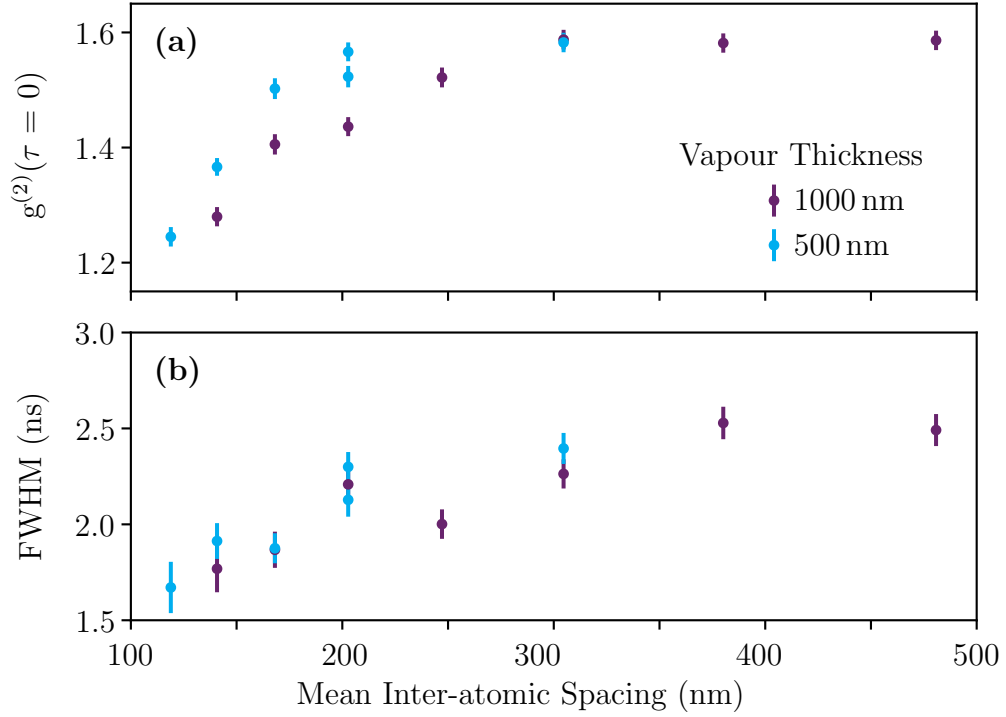 1.6
1.4
1.2
g(2)(τ = 0)
(a)
Vapour Thickness
1000 nm
500 nm
3.0
2.5
2.0
1.5
FWHM (ns)
(b)
100
200
300
400
500
Mean Inter-atomic Spacing (nm)